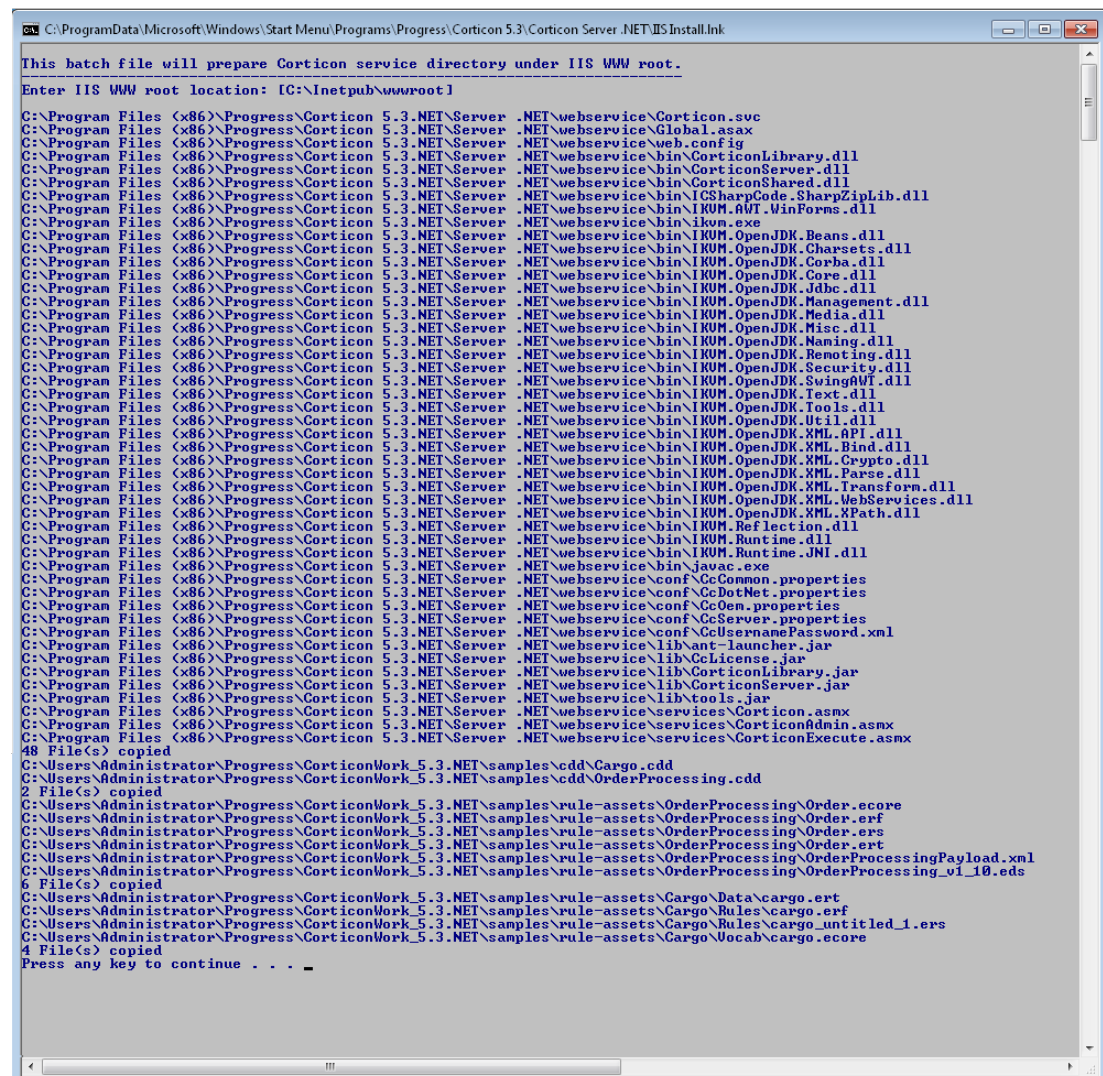 C:\ProgramData\Microsoft\Windows\Start Menu\Programs\Progress\Corticon 5.3\Corticon Server .NET\IIS Install.lnk
This batch file will prepare Corticon service directory under IIS WWW root.
--------------------------------------------------------------------------
Enter IIS WWW root location: [C:\Inetpub\wwwroot]
C:\Program Files (x86)\Progress\Corticon 5.3.NET\Server .NET\webservice\Corticon.svc
C:\Program Files (x86)\Progress\Corticon 5.3.NET\Server .NET\webservice\Global.asax
C:\Program Files (x86)\Progress\Corticon 5.3.NET\Server .NET\webservice\web.config
C:\Program Files (x86)\Progress\Corticon 5.3.NET\Server .NET\webservice\bin\CorticonLibrary.dll
C:\Program Files (x86)\Progress\Corticon 5.3.NET\Server .NET\webservice\bin\CorticonServer.dll
C:\Program Files (x86)\Progress\Corticon 5.3.NET\Server .NET\webservice\bin\CorticonShared.dll
C:\Program Files (x86)\Progress\Corticon 5.3.NET\Server .NET\webservice\bin\ICSharpCode.SharpZipLib.dll
C:\Program Files (x86)\Progress\Corticon 5.3.NET\Server .NET\webservice\bin\IKVM.AWT.WinForms.dll
C:\Program Files (x86)\Progress\Corticon 5.3.NET\Server .NET\webservice\bin\ikvm.exe
C:\Program Files (x86)\Progress\Corticon 5.3.NET\Server .NET\webservice\bin\IKVM.OpenJDK.Beans.dll
C:\Program Files (x86)\Progress\Corticon 5.3.NET\Server .NET\webservice\bin\IKVM.OpenJDK.Charsets.dll
C:\Program Files (x86)\Progress\Corticon 5.3.NET\Server .NET\webservice\bin\IKVM.OpenJDK.Corba.dll
C:\Program Files (x86)\Progress\Corticon 5.3.NET\Server .NET\webservice\bin\IKVM.OpenJDK.Core.dll
C:\Program Files (x86)\Progress\Corticon 5.3.NET\Server .NET\webservice\bin\IKVM.OpenJDK.Jdbc.dll
C:\Program Files (x86)\Progress\Corticon 5.3.NET\Server .NET\webservice\bin\IKVM.OpenJDK.Management.dll
C:\Program Files (x86)\Progress\Corticon 5.3.NET\Server .NET\webservice\bin\IKVM.OpenJDK.Media.dll
C:\Program Files (x86)\Progress\Corticon 5.3.NET\Server .NET\webservice\bin\IKVM.OpenJDK.Misc.dll
C:\Program Files (x86)\Progress\Corticon 5.3.NET\Server .NET\webservice\bin\IKVM.OpenJDK.Naming.dll
C:\Program Files (x86)\Progress\Corticon 5.3.NET\Server .NET\webservice\bin\IKVM.OpenJDK.Remoting.dll
C:\Program Files (x86)\Progress\Corticon 5.3.NET\Server .NET\webservice\bin\IKVM.OpenJDK.Security.dll
C:\Program Files (x86)\Progress\Corticon 5.3.NET\Server .NET\webservice\bin\IKVM.OpenJDK.SwingAWT.dll
C:\Program Files (x86)\Progress\Corticon 5.3.NET\Server .NET\webservice\bin\IKVM.OpenJDK.Text.dll
C:\Program Files (x86)\Progress\Corticon 5.3.NET\Server .NET\webservice\bin\IKVM.OpenJDK.Tools.dll
C:\Program Files (x86)\Progress\Corticon 5.3.NET\Server .NET\webservice\bin\IKVM.OpenJDK.Util.dll
C:\Program Files (x86)\Progress\Corticon 5.3.NET\Server .NET\webservice\bin\IKVM.OpenJDK.XML.API.dll
C:\Program Files (x86)\Progress\Corticon 5.3.NET\Server .NET\webservice\bin\IKVM.OpenJDK.XML.Bind.dll
C:\Program Files (x86)\Progress\Corticon 5.3.NET\Server .NET\webservice\bin\IKVM.OpenJDK.XML.Crypto.dll
C:\Program Files (x86)\Progress\Corticon 5.3.NET\Server .NET\webservice\bin\IKVM.OpenJDK.XML.Parse.dll
C:\Program Files (x86)\Progress\Corticon 5.3.NET\Server .NET\webservice\bin\IKVM.OpenJDK.XML.Transform.dll
C:\Program Files (x86)\Progress\Corticon 5.3.NET\Server .NET\webservice\bin\IKVM.OpenJDK.XML.WebServices.dll
C:\Program Files (x86)\Progress\Corticon 5.3.NET\Server .NET\webservice\bin\IKVM.OpenJDK.XML.XPath.dll
C:\Program Files (x86)\Progress\Corticon 5.3.NET\Server .NET\webservice\bin\IKVM.Reflection.dll
C:\Program Files (x86)\Progress\Corticon 5.3.NET\Server .NET\webservice\bin\IKVM.Runtime.dll
C:\Program Files (x86)\Progress\Corticon 5.3.NET\Server .NET\webservice\bin\IKVM.Runtime.JNI.dll
C:\Program Files (x86)\Progress\Corticon 5.3.NET\Server .NET\webservice\bin\javac.exe
C:\Program Files (x86)\Progress\Corticon 5.3.NET\Server .NET\webservice\conf\CcCommon.properties
C:\Program Files (x86)\Progress\Corticon 5.3.NET\Server .NET\webservice\conf\CcDotNet.properties
C:\Program Files (x86)\Progress\Corticon 5.3.NET\Server .NET\webservice\conf\CcOem.properties
C:\Program Files (x86)\Progress\Corticon 5.3.NET\Server .NET\webservice\conf\CcServer.properties
C:\Program Files (x86)\Progress\Corticon 5.3.NET\Server .NET\webservice\conf\CcUsernamePassword.xml
C:\Program Files (x86)\Progress\Corticon 5.3.NET\Server .NET\webservice\lib\ant-launcher.jar
C:\Program Files (x86)\Progress\Corticon 5.3.NET\Server .NET\webservice\lib\CcLicense.jar
C:\Program Files (x86)\Progress\Corticon 5.3.NET\Server .NET\webservice\lib\CorticonLibrary.jar
C:\Program Files (x86)\Progress\Corticon 5.3.NET\Server .NET\webservice\lib\CorticonServer.jar
C:\Program Files (x86)\Progress\Corticon 5.3.NET\Server .NET\webservice\lib\tools.jar
C:\Program Files (x86)\Progress\Corticon 5.3.NET\Server .NET\webservice\services\Corticon.asmx
C:\Program Files (x86)\Progress\Corticon 5.3.NET\Server .NET\webservice\services\CorticonAdmin.asmx
C:\Program Files (x86)\Progress\Corticon 5.3.NET\Server .NET\webservice\services\CorticonExecute.asmx
48 File(s) copied
C:\Users\Administrator\Progress\CorticonWork_5.3.NET\samples\cdd\Cargo.cdd
C:\Users\Administrator\Progress\CorticonWork_5.3.NET\samples\cdd\OrderProcessing.cdd
2 File(s) copied
C:\Users\Administrator\Progress\CorticonWork_5.3.NET\samples\rule-assets\OrderProcessing\Order.ecore
C:\Users\Administrator\Progress\CorticonWork_5.3.NET\samples\rule-assets\OrderProcessing\Order.erf
C:\Users\Administrator\Progress\CorticonWork_5.3.NET\samples\rule-assets\OrderProcessing\Order.ers
C:\Users\Administrator\Progress\CorticonWork_5.3.NET\samples\rule-assets\OrderProcessing\Order.ert
C:\Users\Administrator\Progress\CorticonWork_5.3.NET\samples\rule-assets\OrderProcessing\OrderProcessingPayload.xml
C:\Users\Administrator\Progress\CorticonWork_5.3.NET\samples\rule-assets\OrderProcessing\OrderProcessing_v1_10.eds
6 File(s) copied
C:\Users\Administrator\Progress\CorticonWork_5.3.NET\samples\rule-assets\Cargo\Data\cargo.ert
C:\Users\Administrator\Progress\CorticonWork_5.3.NET\samples\rule-assets\Cargo\Rules\cargo.erf
C:\Users\Administrator\Progress\CorticonWork_5.3.NET\samples\rule-assets\Cargo\Rules\cargo_untitled_1.ers
C:\Users\Administrator\Progress\CorticonWork_5.3.NET\samples\rule-assets\Cargo\Vocab\cargo.ecore
4 File(s) copied
Press any key to continue . . . _